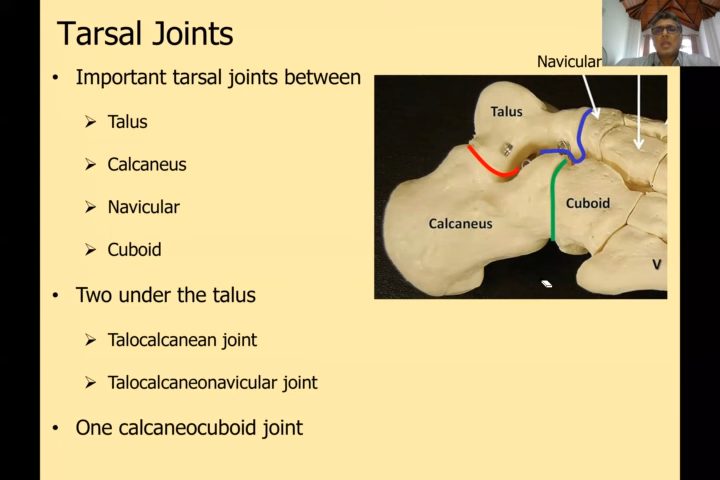 Tarsal Joints
• Important tarsal joints between
➢ Talus
➢ Calcaneus
➢ Navicular
➢ Cuboid
• Two under the talus
➢ Talocalcanean joint
➢ Talocalcaneonavicular joint
• One calcaneocuboid joint
Navicular
Talus
Cuboid
Calcaneus
V